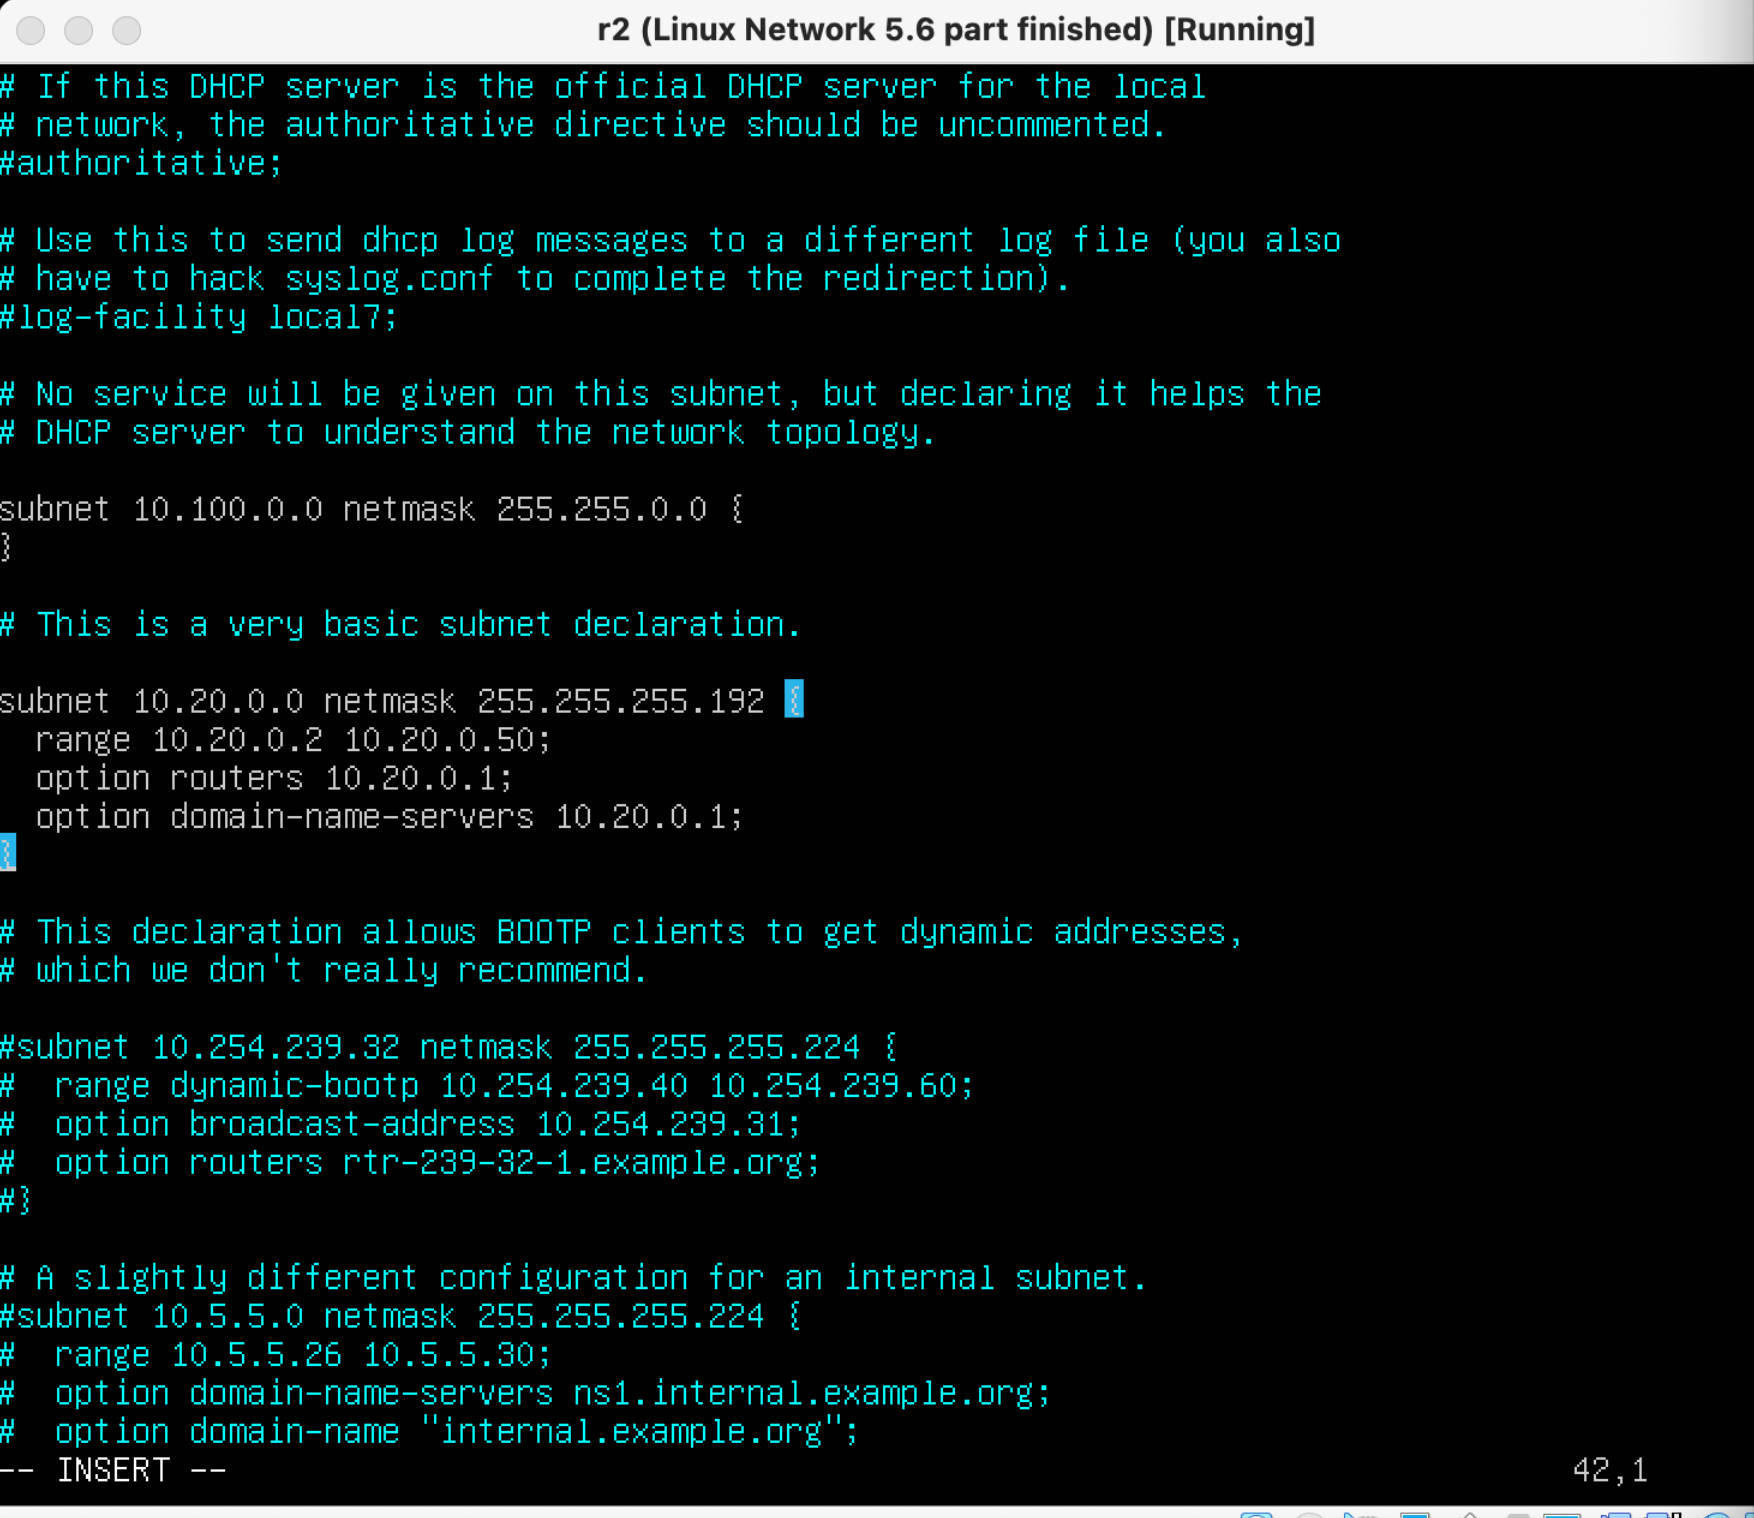 r2 (Linux Network 5.6 part finished) [Running]
# If this DHCP server is the official DHCP server for the local
# network, the authoritative directive should be uncommented.
#authoritative;
# Use this to send dhcp log messages to a different log file (you also
# have to hack syslog.conf to complete the redirection).
#log-facility local7;
# No service will be given on this subnet, but declaring it helps the
# DHCP server to understand the network topology.
subnet 10.100.0.0 netmask 255.255.0.0 {
}
# This is a very basic subnet declaration.
subnet 10.20.0.0 netmask 255.255.255.192 {
  range 10.20.0.2 10.20.0.50;
  option routers 10.20.0.1;
  option domain-name-servers 10.20.0.1;
}
# This declaration allows BOOTP clients to get dynamic addresses,
# which we don't really recommend.
#subnet 10.254.239.32 netmask 255.255.255.224 {
#  range dynamic-bootp 10.254.239.40 10.254.239.60;
#  option broadcast-address 10.254.239.31;
#  option routers rtr-239-32-1.example.org;
#}
# A slightly different configuration for an internal subnet.
#subnet 10.5.5.0 netmask 255.255.255.224 {
#  range 10.5.5.26 10.5.5.30;
#  option domain-name-servers ns1.internal.example.org;
#  option domain-name "internal.example.org";
-- INSERT -- 42,1